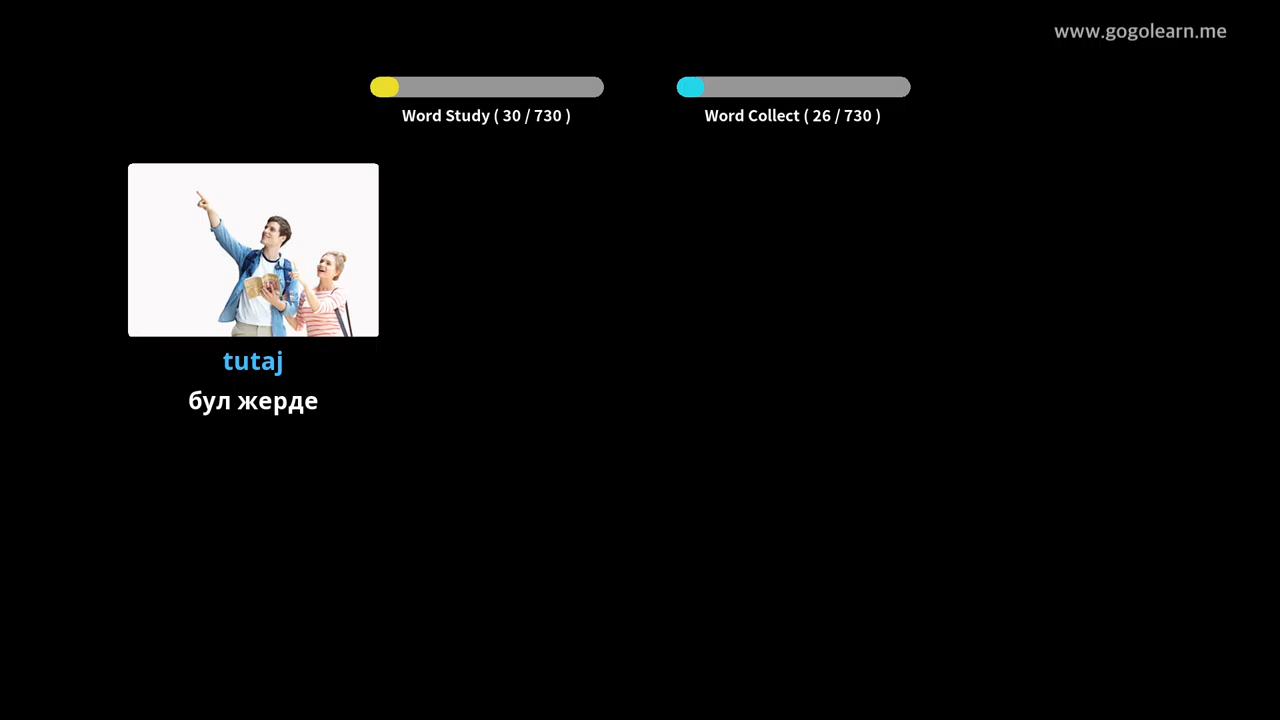 www.gogolearn.me
Word Study ( 30 / 730 )
Word Collect ( 26 / 730 )
tutaj
бул жерде